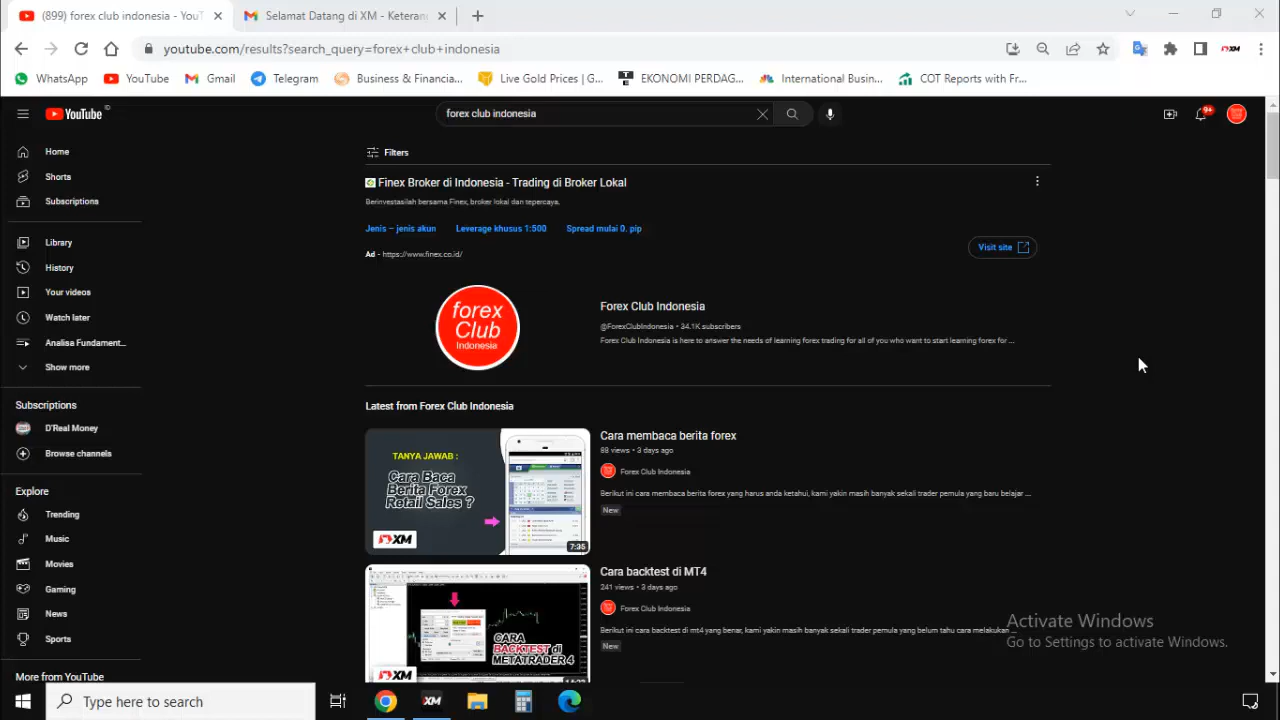 (899) forex club indonesia - YouT
Selamat Datang di XM - Keteran
youtube.com/results?search_query=forex+club+indonesia
WhatsApp
YouTube
Gmail
Telegram
Business & Financia...
Live Gold Prices | G...
EKONOMI PERDAG...
International Busin...
COT Reports with Fr...
YouTube ID
forex club indonesia
9+
Home
Shorts
Subscriptions
Library
History
Your videos
Watch later
Analisa Fundament...
Show more
Subscriptions
D'Real Money
Browse channels
Explore
Trending
Music
Movies
Gaming
News
Sports
More from YouTube
Filters
Finex Broker di Indonesia - Trading di Broker Lokal
Berinvestasilah bersama Finex, broker lokal dan tepercaya.
Jenis – jenis akun
Leverage khusus 1:500
Spread mulai 0. pip
Ad - https://www.finex.co.id/
Visit site
forex
Club
Indonesia
Forex Club Indonesia
@ForexClubIndonesia • 34.1K subscribers
Forex Club Indonesia is here to answer the needs of learning forex trading for all of you who want to start learning forex for ...
Latest from Forex Club Indonesia
TANYA JAWAB :
Cara Baca
Berita Forex
Retail Sales ?
XM
7:35
Cara membaca berita forex
88 views • 3 days ago
Forex Club Indonesia
Berikut ini cara membaca berita forex yang harus anda ketahui, kami yakin masih banyak sekali trader pemula yang baru belajar ...
New
CARA
BACKTEST di
METATRADER 4
XM
Cara backtest di MT4
241 views • 3 days ago
Forex Club Indonesia
Berikut ini cara backtest di mt4 yang benar, kami yakin masih banyak sekali trader pemula yang belum tahu cara melakukan ...
New
Activate Windows
Go to Settings to activate Windows.
Type here to search
XM